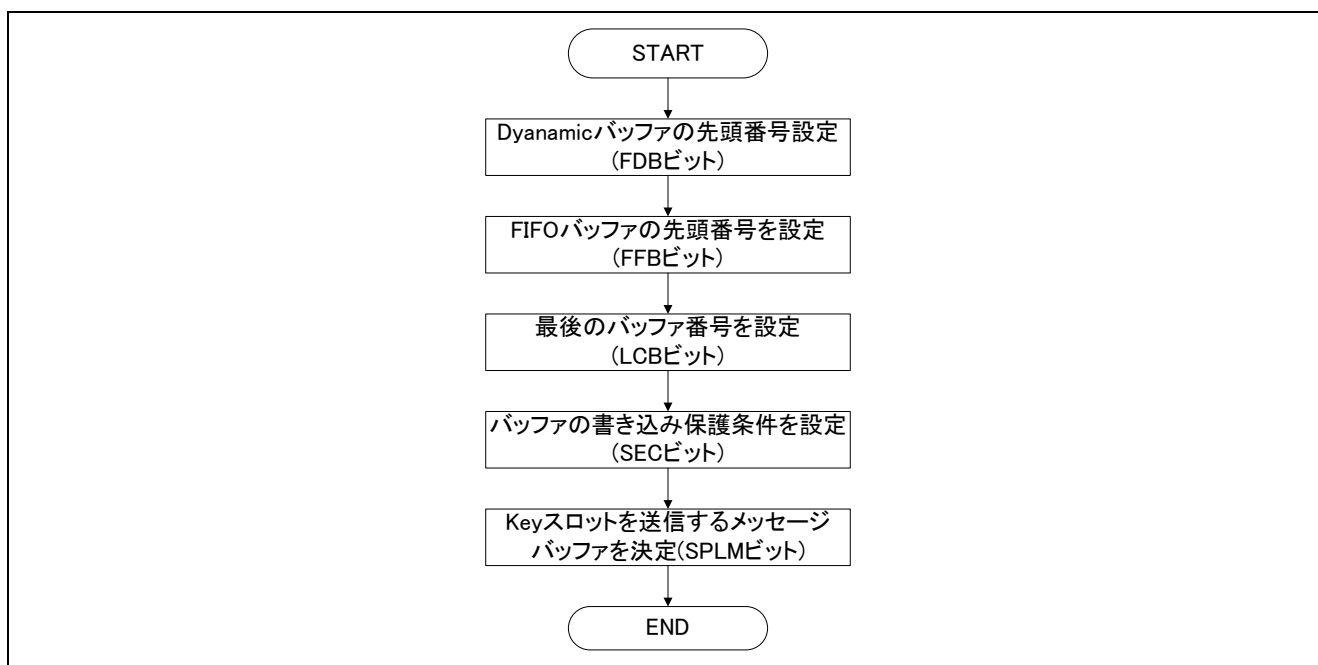 START
Dyanamicバッファの先頭番号設定
(FDBビット)
FIFOバッファの先頭番号を設定
(FFBビット)
最後のバッファ番号を設定
(LCBビット)
バッファの書き込み保護条件を設定
(SECビット)
Keyスロットを送信するメッセージ
バッファを決定(SPLMビット)
END